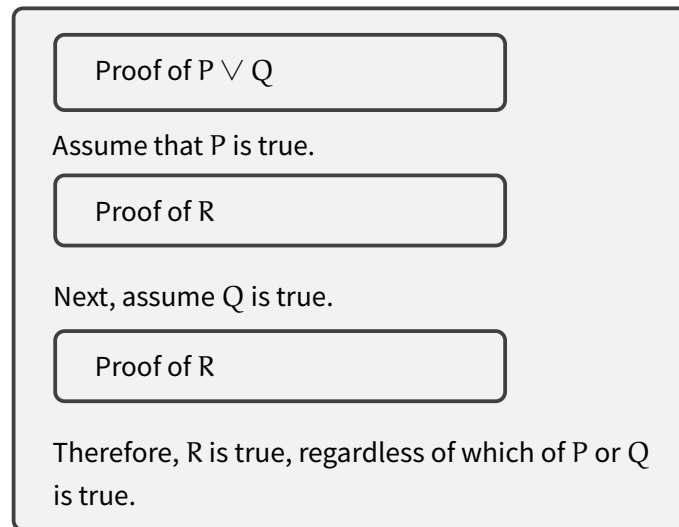 Proof of P ∨ Q
Assume that P is true.
Proof of R
Next, assume Q is true.
Proof of R
Therefore, R is true, regardless of which of P or Q
is true.